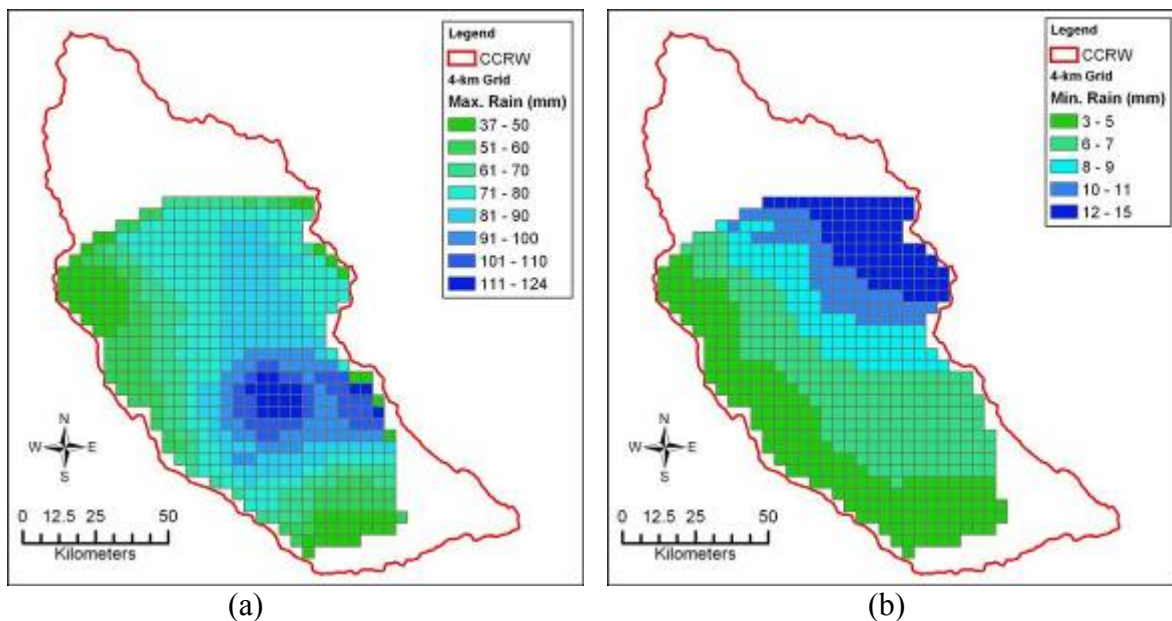 Legend
CCRW
4-km Grid
Max. Rain (mm)
37 - 50
51 - 60
61 - 70
71 - 80
81 - 90
91 - 100
101 - 110
111 - 124
N
W E
S
0 12.5 25 50
Kilometers
(a)
Legend
CCRW
4-km Grid
Min. Rain (mm)
3 - 5
6 - 7
8 - 9
10 - 11
12 - 15
N
W E
S
0 12.5 25 50
Kilometers
(b)